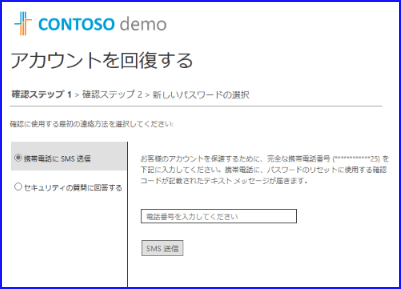 CONTOSO demo
アカウントを回復する
確認ステップ 1 > 確認ステップ 2 > 新しいパスワードの選択
確認に使用する最初の連絡方法を選択してください:
携帯電話に SMS 送信
セキュリティの質問に回答する
お客様のアカウントを保護するために、完全な携帯電話番号 (***********25) を
下記に入力してください。携帯電話に、パスワードのリセットに使用する確認
コードが記載されたテキスト メッセージが届きます。
電話番号を入力してください
SMS 送信